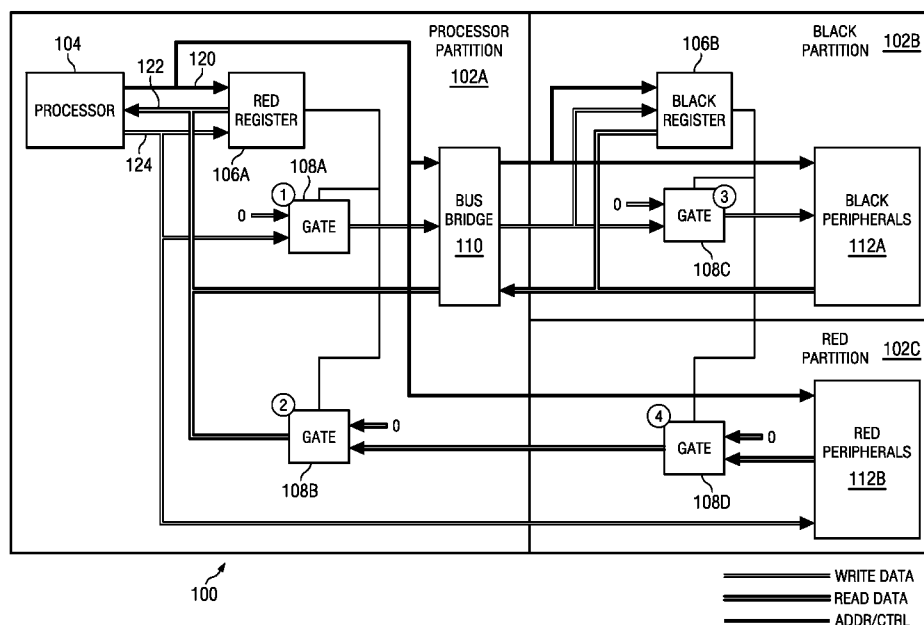 PROCESSOR
PARTITION
102A
BLACK
PARTITION 102B
104
PROCESSOR
122
120
124
RED
REGISTER
106A
108A
1
0
GATE
BUS
BRIDGE
110
106B
BLACK
REGISTER
0
GATE
3
108C
BLACK
PERIPHERALS
112A
RED
PARTITION 102C
2
GATE
0
108B
4
GATE
0
108D
RED
PERIPHERALS
112B
100
WRITE DATA
READ DATA
ADDR/CTRL